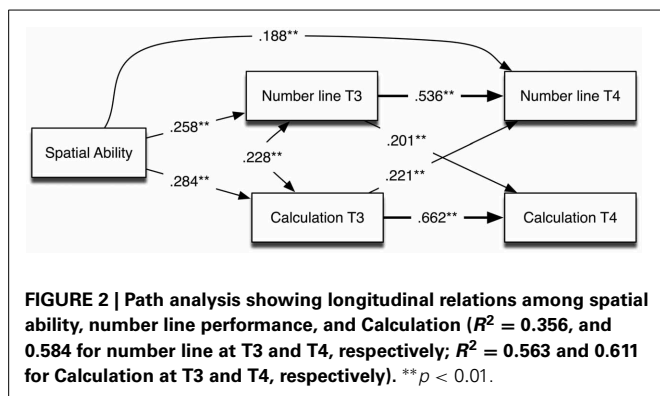 .188**
Number line T3
.536**
Number line T4
.258**
.201**
Spatial Ability
.228**
.284**
.221**
Calculation T3
.662**
Calculation T4
FIGURE 2 | Path analysis showing longitudinal relations among spatial
ability, number line performance, and Calculation (R² = 0.356, and
0.584 for number line at T3 and T4, respectively; R² = 0.563 and 0.611
for Calculation at T3 and T4, respectively). **p < 0.01.